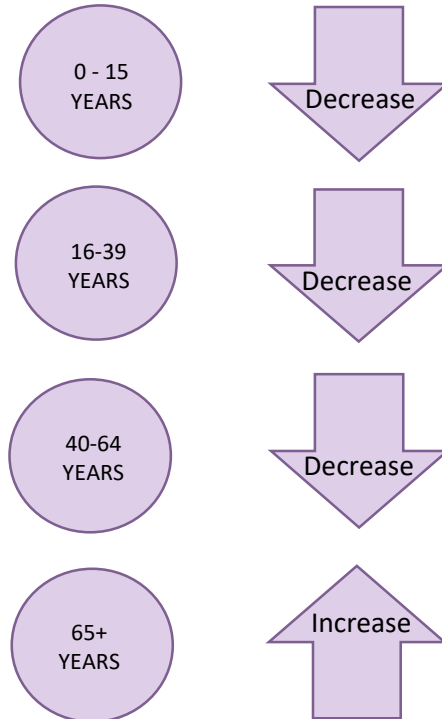 0 - 15
YEARS
Decrease
16-39
YEARS
Decrease
40-64
YEARS
Decrease
65+
YEARS
Increase